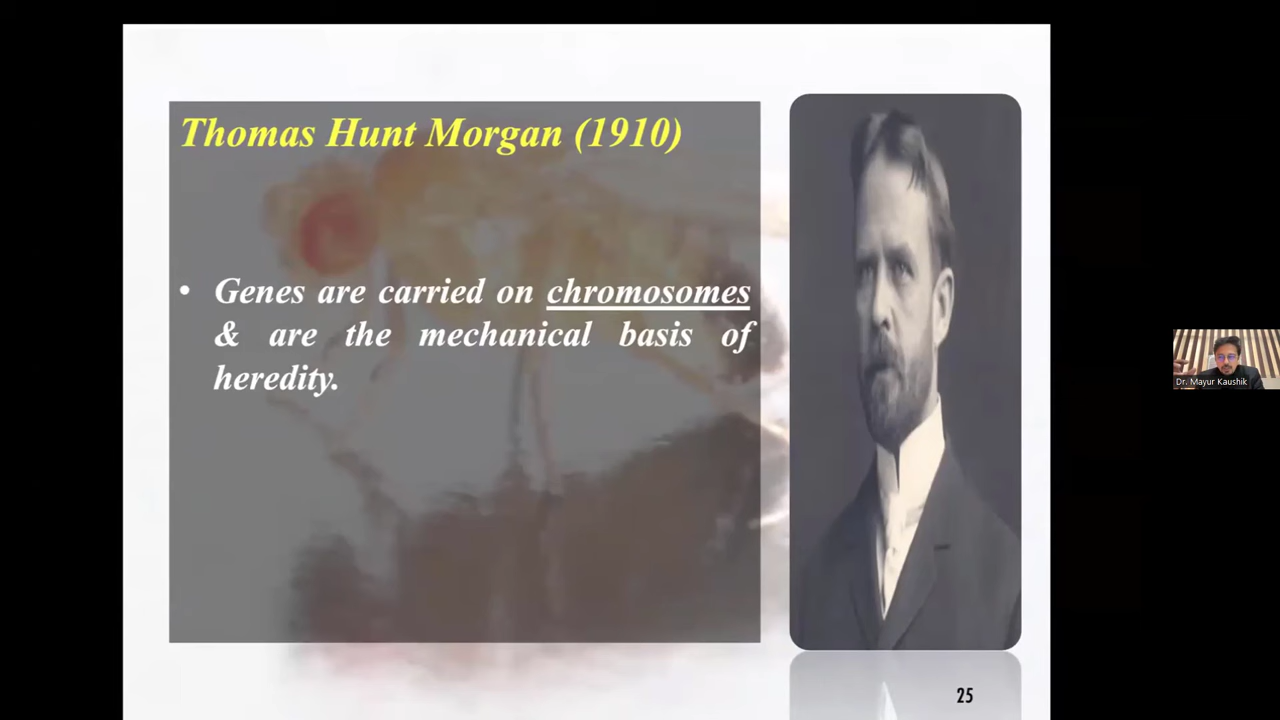 Thomas Hunt Morgan (1910)
• Genes are carried on chromosomes
& are the mechanical basis of
heredity.
Dr. Mayur Kaushik
25